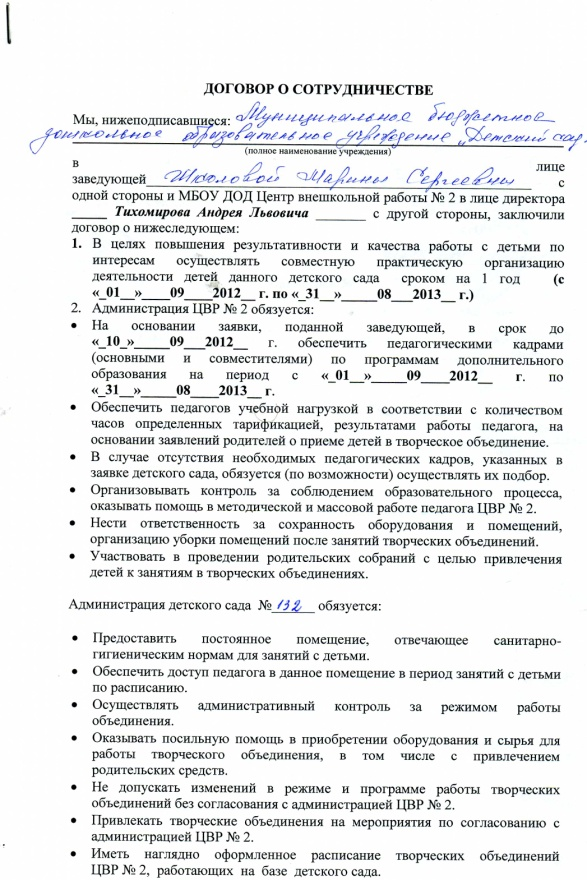 ДОГОВОР О СОТРУДНИЧЕСТВЕ
Мы, нижеподписавшиеся: Муниципальное бюджетное
дошкольное образовательное учреждение „Детский сад
(полное наименование учреждения)
в лице
заведующей Школовой Марины Сергеевны с
одной стороны и МБОУ ДОД Центр внешкольной работы № 2 в лице директора
_____ Тихомирова Андрея Львовича _______ с другой стороны, заключили
договор о нижеследующем:
1. В целях повышения результативности и качества работы с детьми по
интересам осуществлять совместную практическую организацию
деятельности детей данного детского сада сроком на 1 год (с
«_01__»____09____2012__ г. по «_31__»_____08___2013__ г.)
2. Администрация ЦВР № 2 обязуется:
• На основании заявки, поданной заведующей, в срок до
«_10_»_____09___2012__ г. обеспечить педагогическими кадрами
(основными и совместителями) по программам дополнительного
образования на период с «_01__»_____09____2012__ г. по
«_31__»_____08____2013__ г.
• Обеспечить педагогов учебной нагрузкой в соответствии с количеством
часов определенных тарификацией, результатами работы педагога, на
основании заявлений родителей о приеме детей в творческое объединение.
• В случае отсутствия необходимых педагогических кадров, указанных в
заявке детского сада, обязуется (по возможности) осуществлять их подбор.
• Организовывать контроль за соблюдением образовательного процесса,
оказывать помощь в методической и массовой работе педагога ЦВР № 2.
• Нести ответственность за сохранность оборудования и помещений,
организацию уборки помещений после занятий творческих объединений.
• Участвовать в проведении родительских собраний с целью привлечения
детей к занятиям в творческих объединениях.
Администрация детского сада №_132___ обязуется:
• Предоставить постоянное помещение, отвечающее санитарно-
гигиеническим нормам для занятий с детьми.
• Обеспечить доступ педагога в данное помещение в период занятий с детьми
по расписанию.
• Осуществлять административный контроль за режимом работы
объединения.
• Оказывать посильную помощь в приобретении оборудования и сырья для
работы творческого объединения, в том числе с привлечением
родительских средств.
• Не допускать изменений в режиме и программе работы творческих
объединений без согласования с администрацией ЦВР № 2.
• Привлекать творческие объединения на мероприятия по согласованию с
администрацией ЦВР № 2.
• Иметь наглядно оформленное расписание творческих объединений
ЦВР № 2, работающих на базе детского сада.